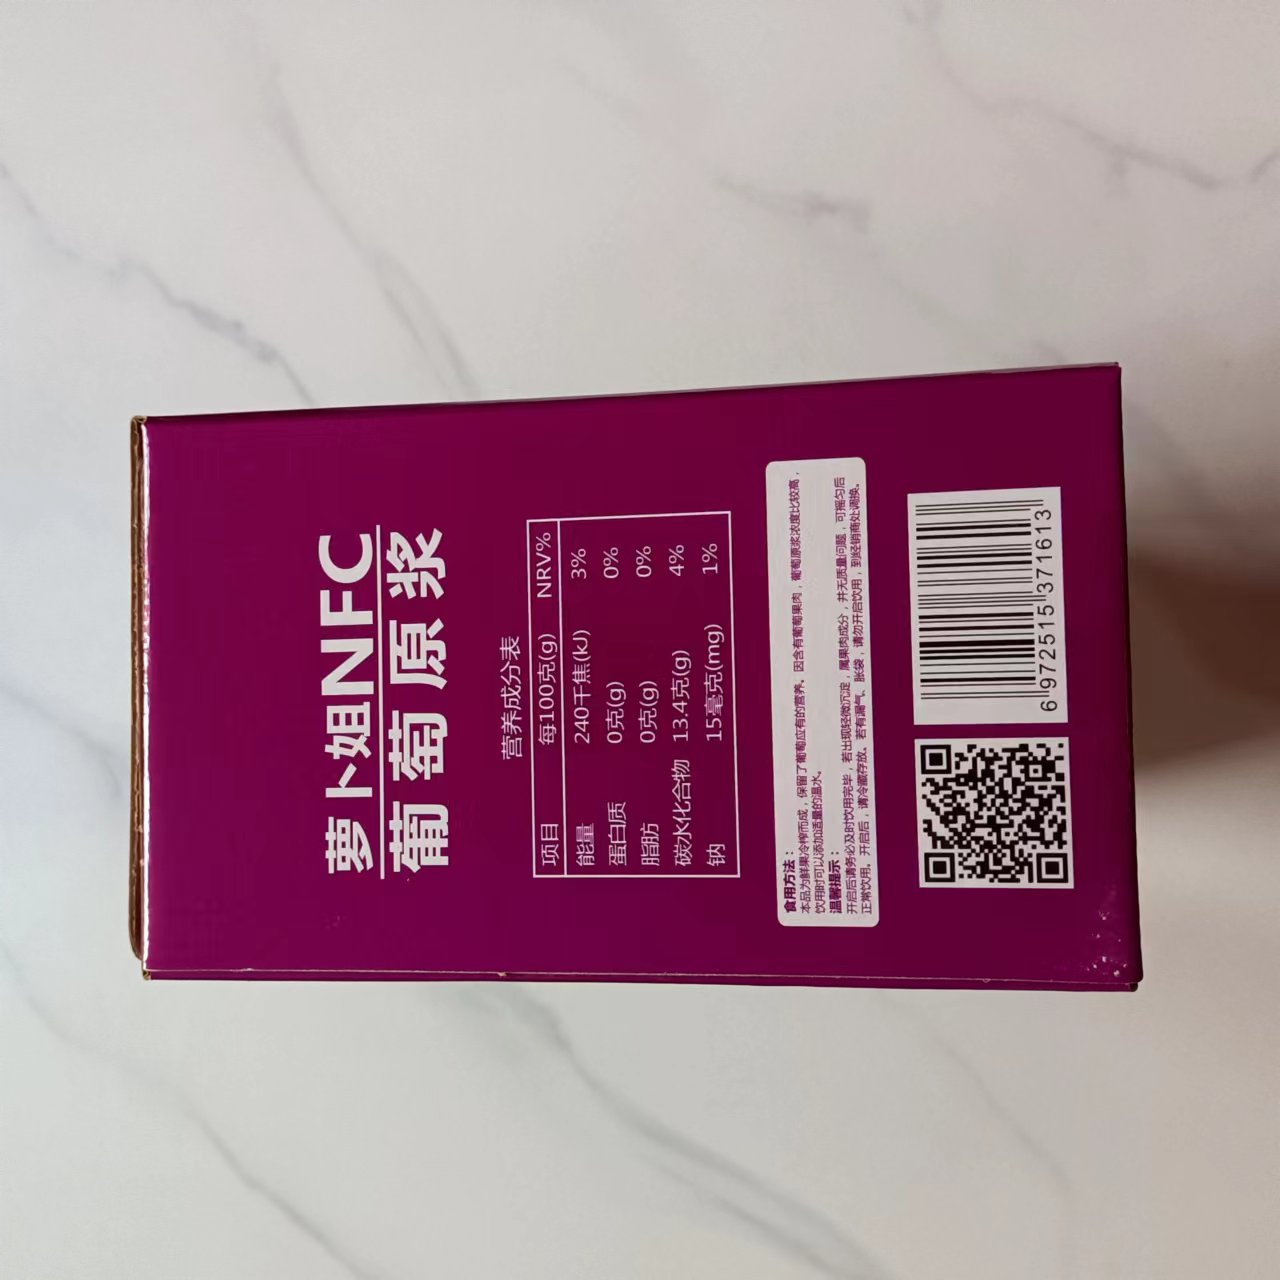 萝卜姐NFC
葡萄原浆
营养成分表
项目 每100克(g) NRV%
能量 240千焦(kJ) 3%
蛋白质 0克(g) 0%
脂肪 0克(g) 0%
碳水化合物 13.4克(g) 4%
钠 15毫克(mg) 1%
食用方法：
本品为鲜果冷榨而成，保留了葡萄应有的营养。因含有葡萄果肉，葡萄原浆浓度比较高，
饮用时可以添加适量的温水。
温馨提示：
开启后请务必及时饮用完毕，若出现轻微沉淀，属果肉成分，并无质量问题，可摇匀后
正常饮用。开启后，请冷藏存放。若有漏气、胀袋，请勿开启饮用，到经销商处调换。
6 972515 371613